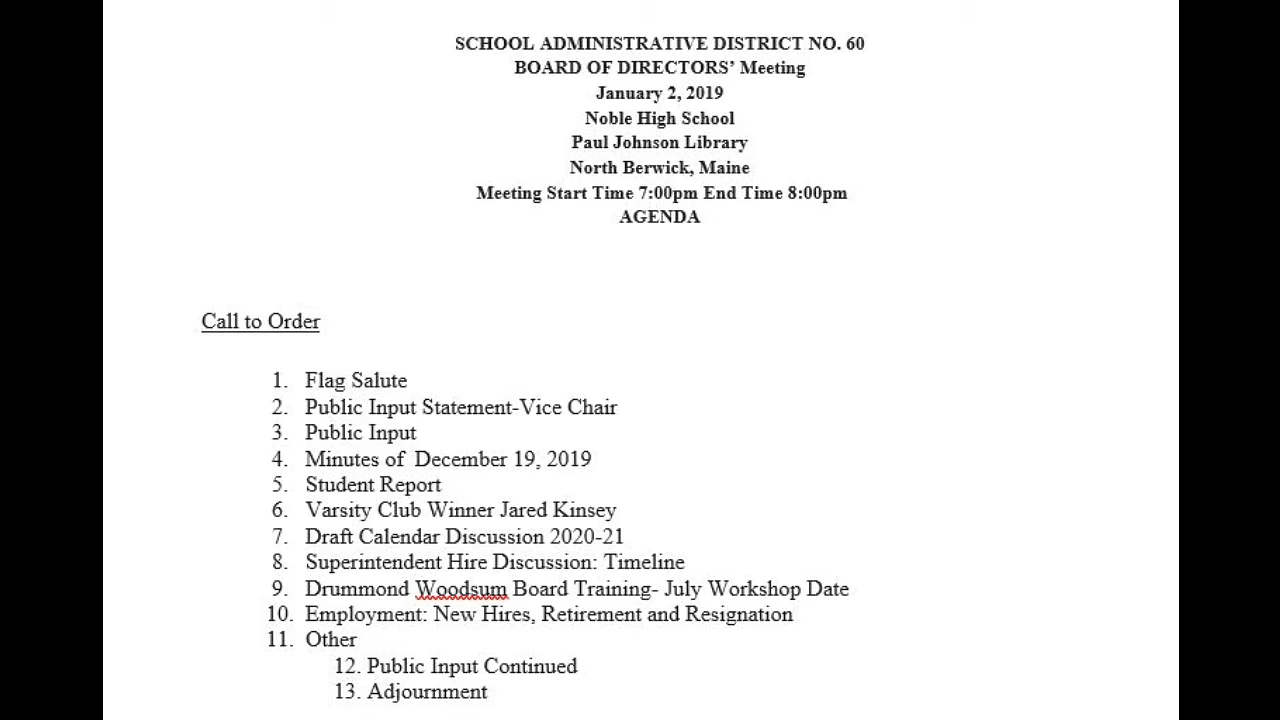 SCHOOL ADMINISTRATIVE DISTRICT NO. 60
BOARD OF DIRECTORS’ Meeting
January 2, 2019
Noble High School
Paul Johnson Library
North Berwick, Maine
Meeting Start Time 7:00pm End Time 8:00pm
AGENDA
Call to Order
1. Flag Salute
2. Public Input Statement-Vice Chair
3. Public Input
4. Minutes of December 19, 2019
5. Student Report
6. Varsity Club Winner Jared Kinsey
7. Draft Calendar Discussion 2020-21
8. Superintendent Hire Discussion: Timeline
9. Drummond Woodsum Board Training- July Workshop Date
10. Employment: New Hires, Retirement and Resignation
11. Other
12. Public Input Continued
13. Adjournment